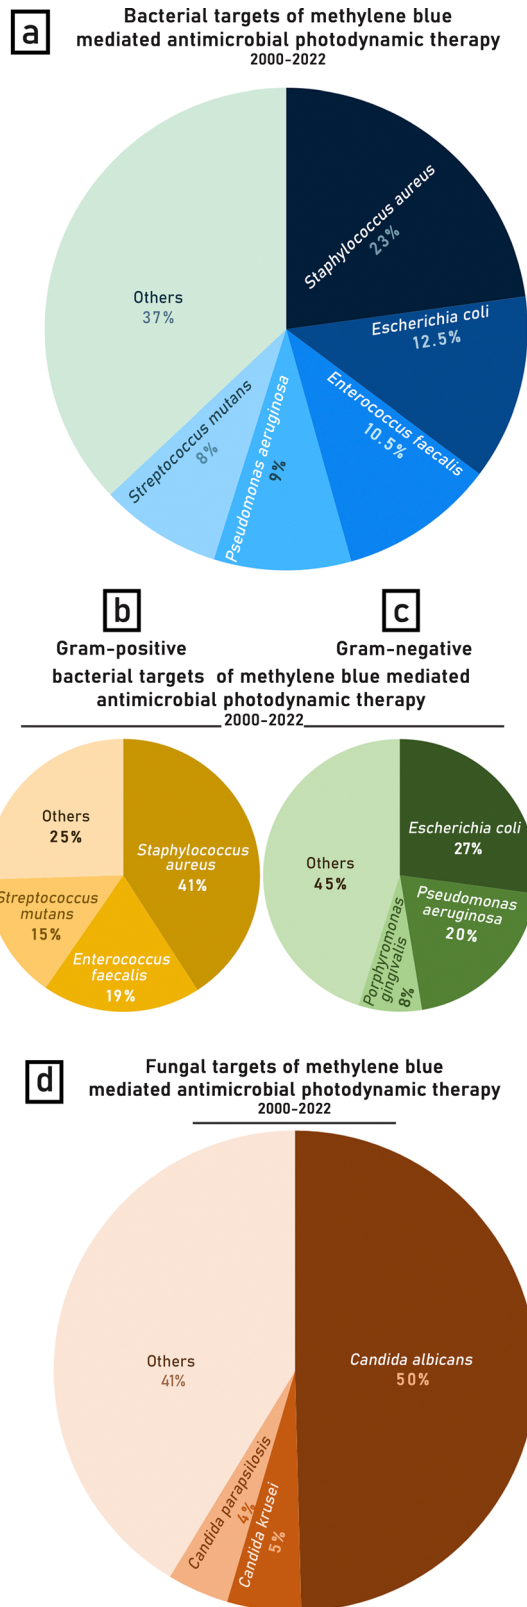 a
Bacterial targets of methylene blue
mediated antimicrobial photodynamic therapy
2000-2022
Staphylococcus aureus
23%
Escherichia coli
12.5%
Enterococcus faecalis
10.5%
Pseudomonas aeruginosa
9%
Streptococcus mutans
8%
Others
37%
b
Gram-positive
c
Gram-negative
bacterial targets of methylene blue mediated
antimicrobial photodynamic therapy
2000-2022
Staphylococcus
aureus
41%
Enterococcus
faecalis
19%
Streptococcus
mutans
15%
Others
25%
Escherichia coli
27%
Pseudomonas
aeruginosa
20%
Porphyromonas
gingivalis
8%
Others
45%
d
Fungal targets of methylene blue
mediated antimicrobial photodynamic therapy
2000-2022
Candida albicans
50%
Candida krusei
5%
Candida parapsilosis
4%
Others
41%